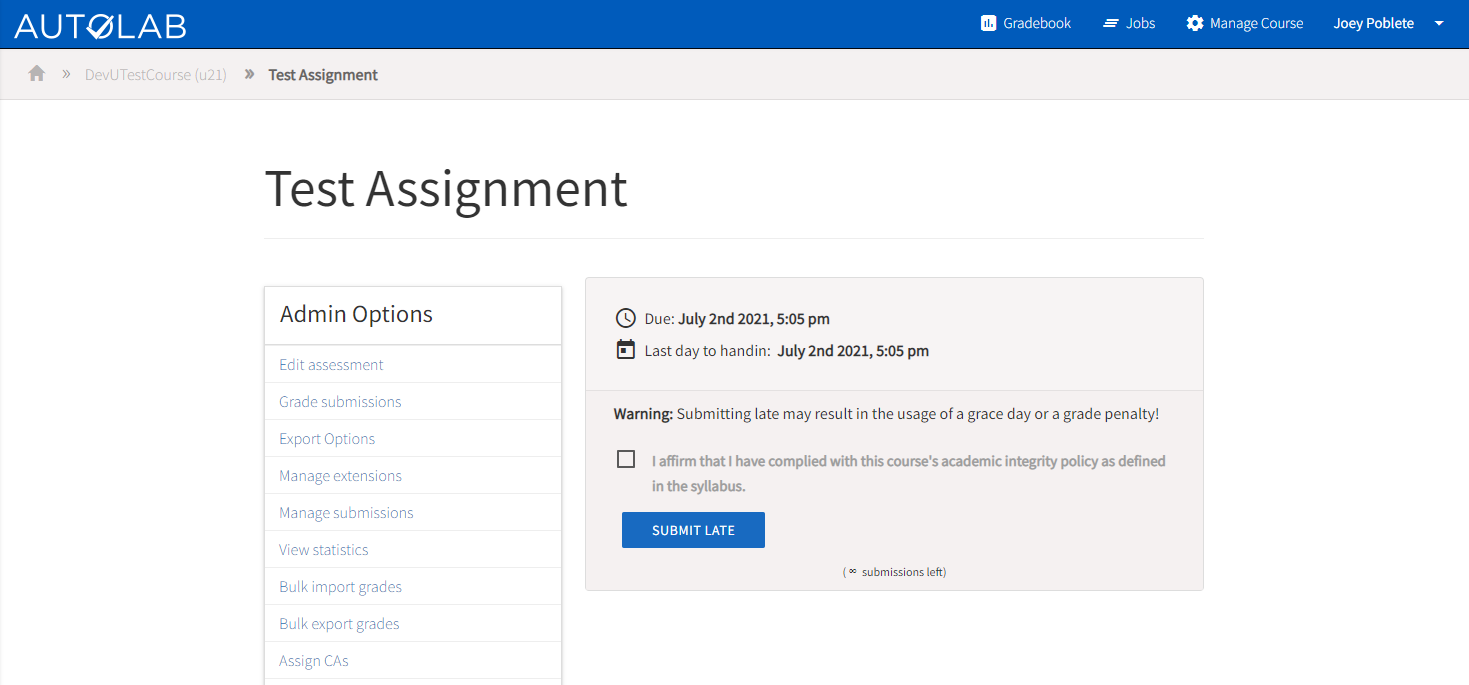 AUTOLAB
Gradebook
Jobs
Manage Course
Joey Poblete
» DevUTestCourse (u21) » Test Assignment
Test Assignment
Admin Options
Edit assessment
Grade submissions
Export Options
Manage extensions
Manage submissions
View statistics
Bulk import grades
Bulk export grades
Assign CAs
Due: July 2nd 2021, 5:05 pm
Last day to handin: July 2nd 2021, 5:05 pm
Warning: Submitting late may result in the usage of a grace day or a grade penalty!
I affirm that I have complied with this course's academic integrity policy as defined
in the syllabus.
SUBMIT LATE
( ∞ submissions left)